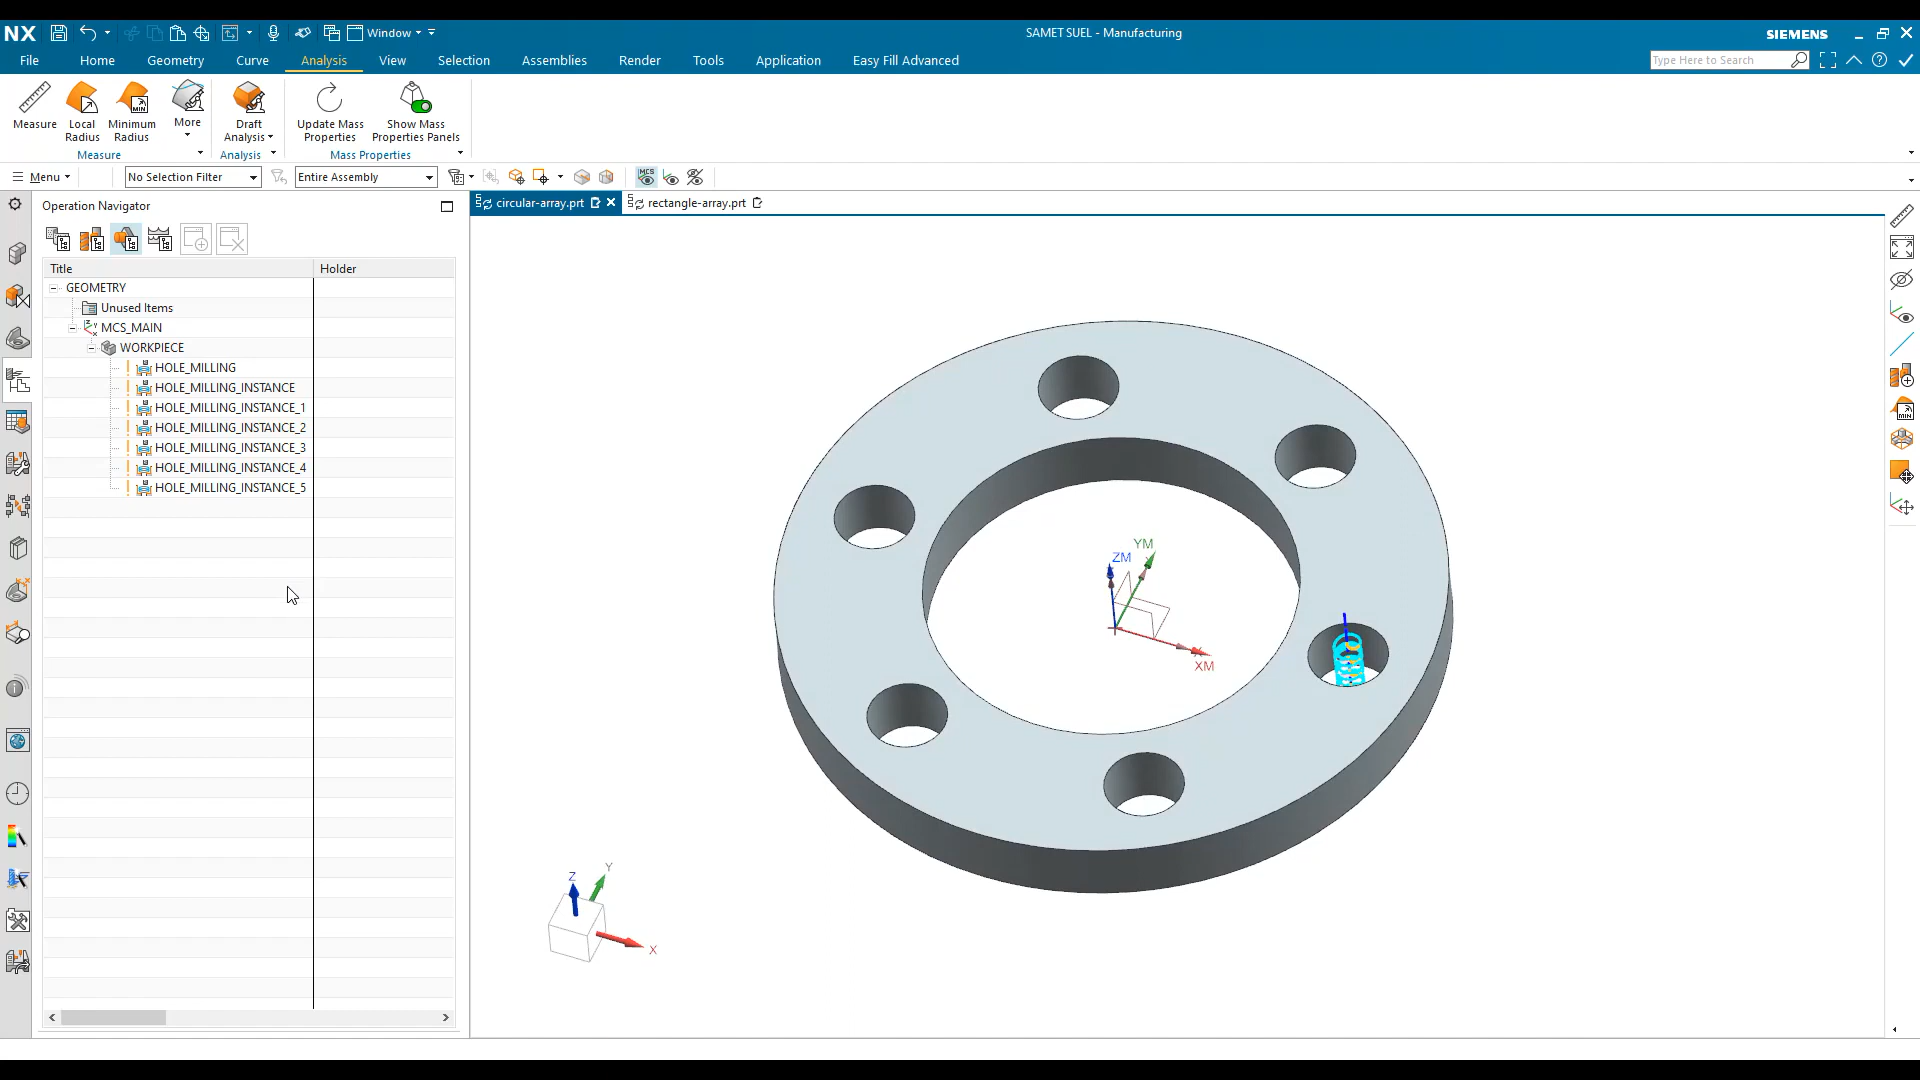 NX
Window
SAMET SUEL - Manufacturing
SIEMENS
File
Home
Geometry
Curve
Analysis
View
Selection
Assemblies
Render
Tools
Application
Easy Fill Advanced
Type Here to Search
Measure
Local Radius
MIN
Minimum Radius
More
Draft Analysis
Update Mass Properties
Show Mass Properties Panels
Measure
Analysis
Mass Properties
Menu
No Selection Filter
Entire Assembly
MCS
Operation Navigator
circular-array.prt
rectangle-array.prt
Title
Holder
GEOMETRY
Unused Items
MCS_MAIN
WORKPIECE
HOLE_MILLING
HOLE_MILLING_INSTANCE
HOLE_MILLING_INSTANCE_1
HOLE_MILLING_INSTANCE_2
HOLE_MILLING_INSTANCE_3
HOLE_MILLING_INSTANCE_4
HOLE_MILLING_INSTANCE_5
YM
ZM
XM
MIN
Y
Z
X